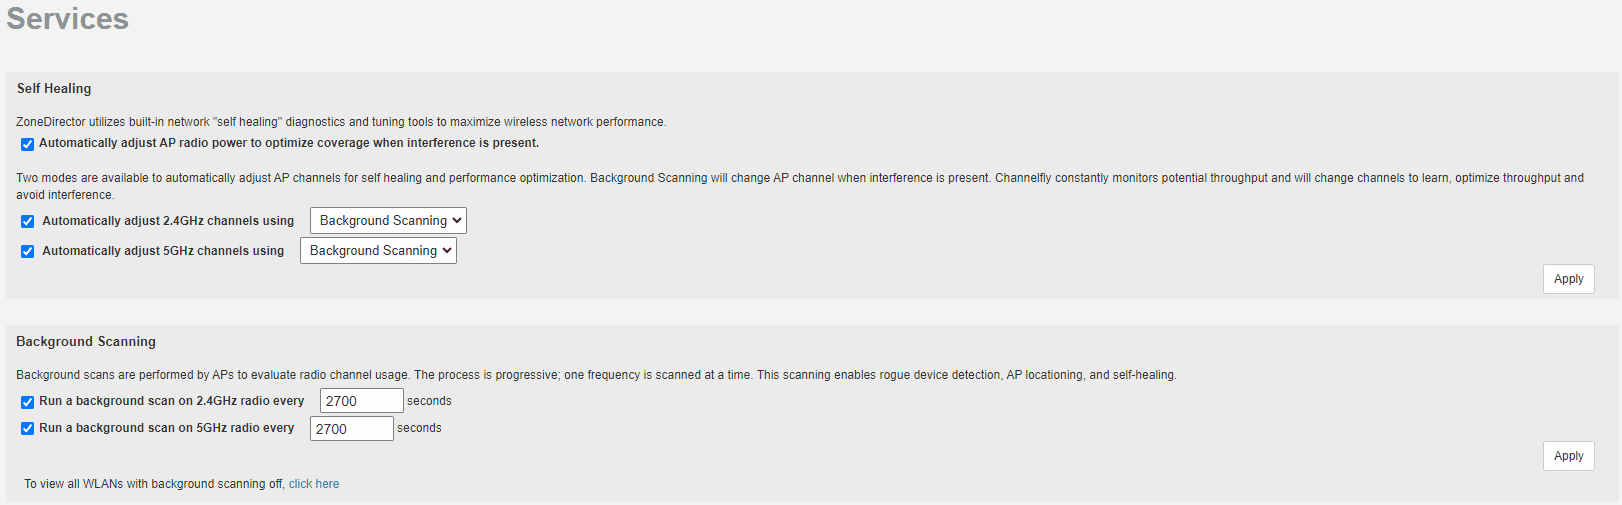 Services
Self Healing
ZoneDirector utilizes built-in network "self healing" diagnostics and tuning tools to maximize wireless network performance.
Automatically adjust AP radio power to optimize coverage when interference is present.
Two modes are available to automatically adjust AP channels for self healing and performance optimization. Background Scanning will change AP channel when interference is present. Channelfly constantly monitors potential throughput and will change channels to learn, optimize throughput and
avoid interference.
Automatically adjust 2.4GHz channels using Background Scanning
Automatically adjust 5GHz channels using Background Scanning
Apply
Background Scanning
Background scans are performed by APs to evaluate radio channel usage. The process is progressive; one frequency is scanned at a time. This scanning enables rogue device detection, AP locationing, and self-healing.
Run a background scan on 2.4GHz radio every 2700 seconds
Run a background scan on 5GHz radio every 2700 seconds
Apply
To view all WLANs with background scanning off, click here